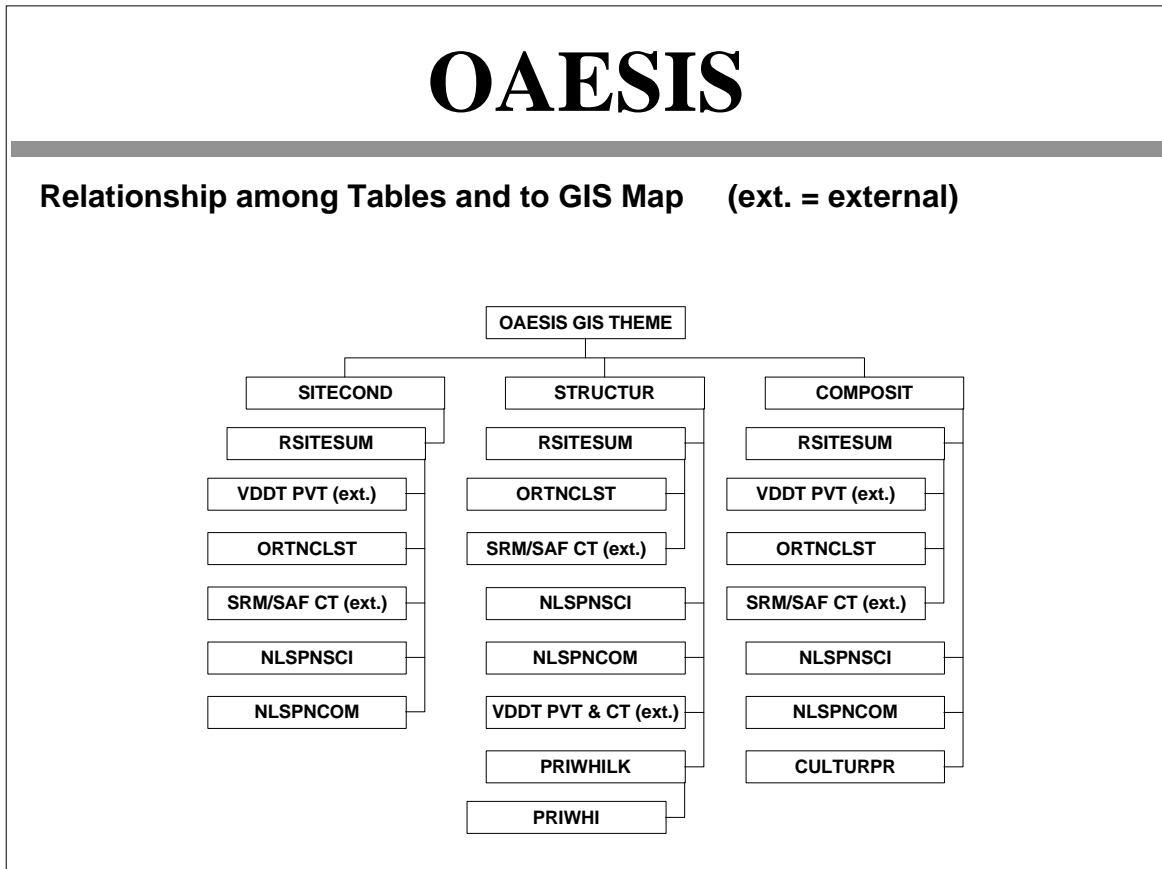 OAESIS
Relationship among Tables and to GIS Map (ext. = external)
OAESIS GIS THEME
SITECOND
RSITESUM
VDDT PVT (ext.)
ORTNCLST
SRM/SAF CT (ext.)
NLSPNSCI
NLSPNCOM
STRUCTUR
RSITESUM
ORTNCLST
SRM/SAF CT (ext.)
NLSPNSCI
NLSPNCOM
VDDT PVT & CT (ext.)
PRIWHILK
PRIWHI
COMPOSIT
RSITESUM
VDDT PVT (ext.)
ORTNCLST
SRM/SAF CT (ext.)
NLSPNSCI
NLSPNCOM
CULTURPR